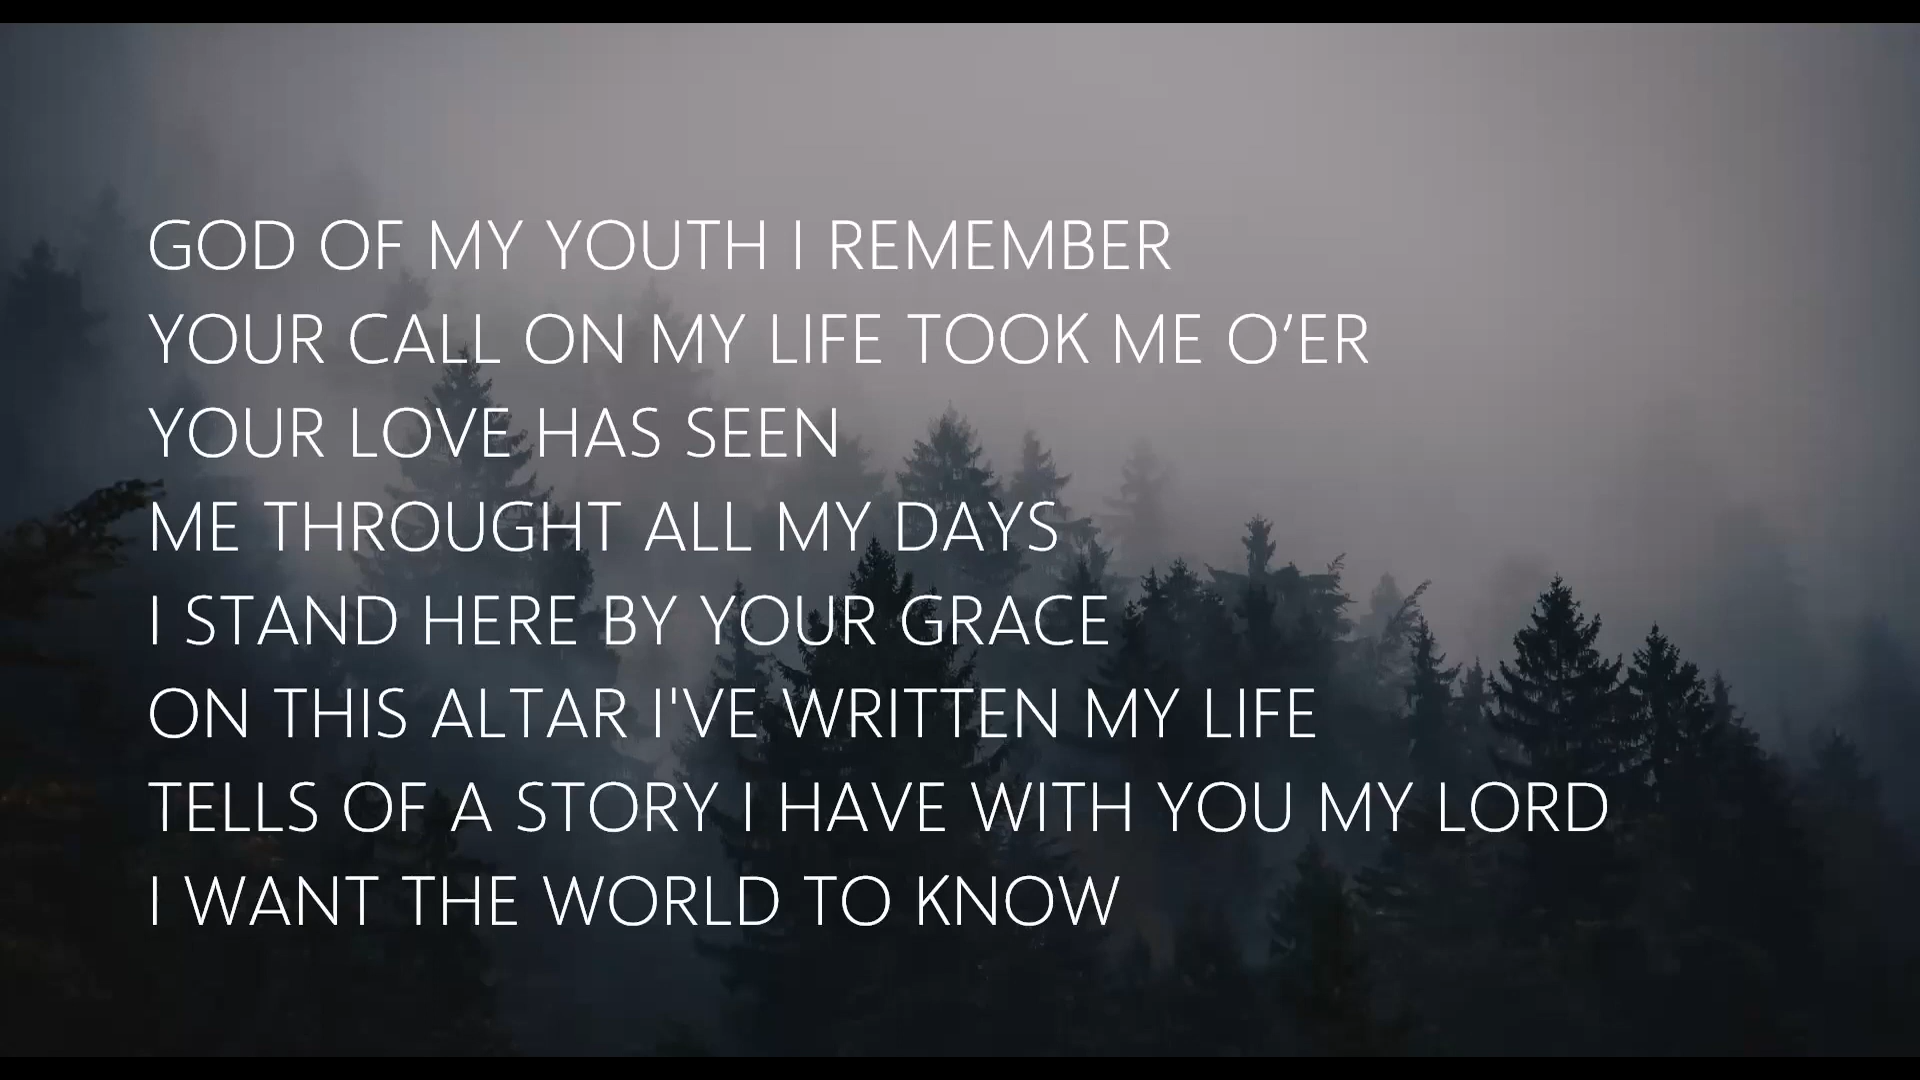 GOD OF MY YOUTH I REMEMBER
YOUR CALL ON MY LIFE TOOK ME O’ER
YOUR LOVE HAS SEEN
ME THROUGHT ALL MY DAYS
I STAND HERE BY YOUR GRACE
ON THIS ALTAR I'VE WRITTEN MY LIFE
TELLS OF A STORY I HAVE WITH YOU MY LORD
I WANT THE WORLD TO KNOW